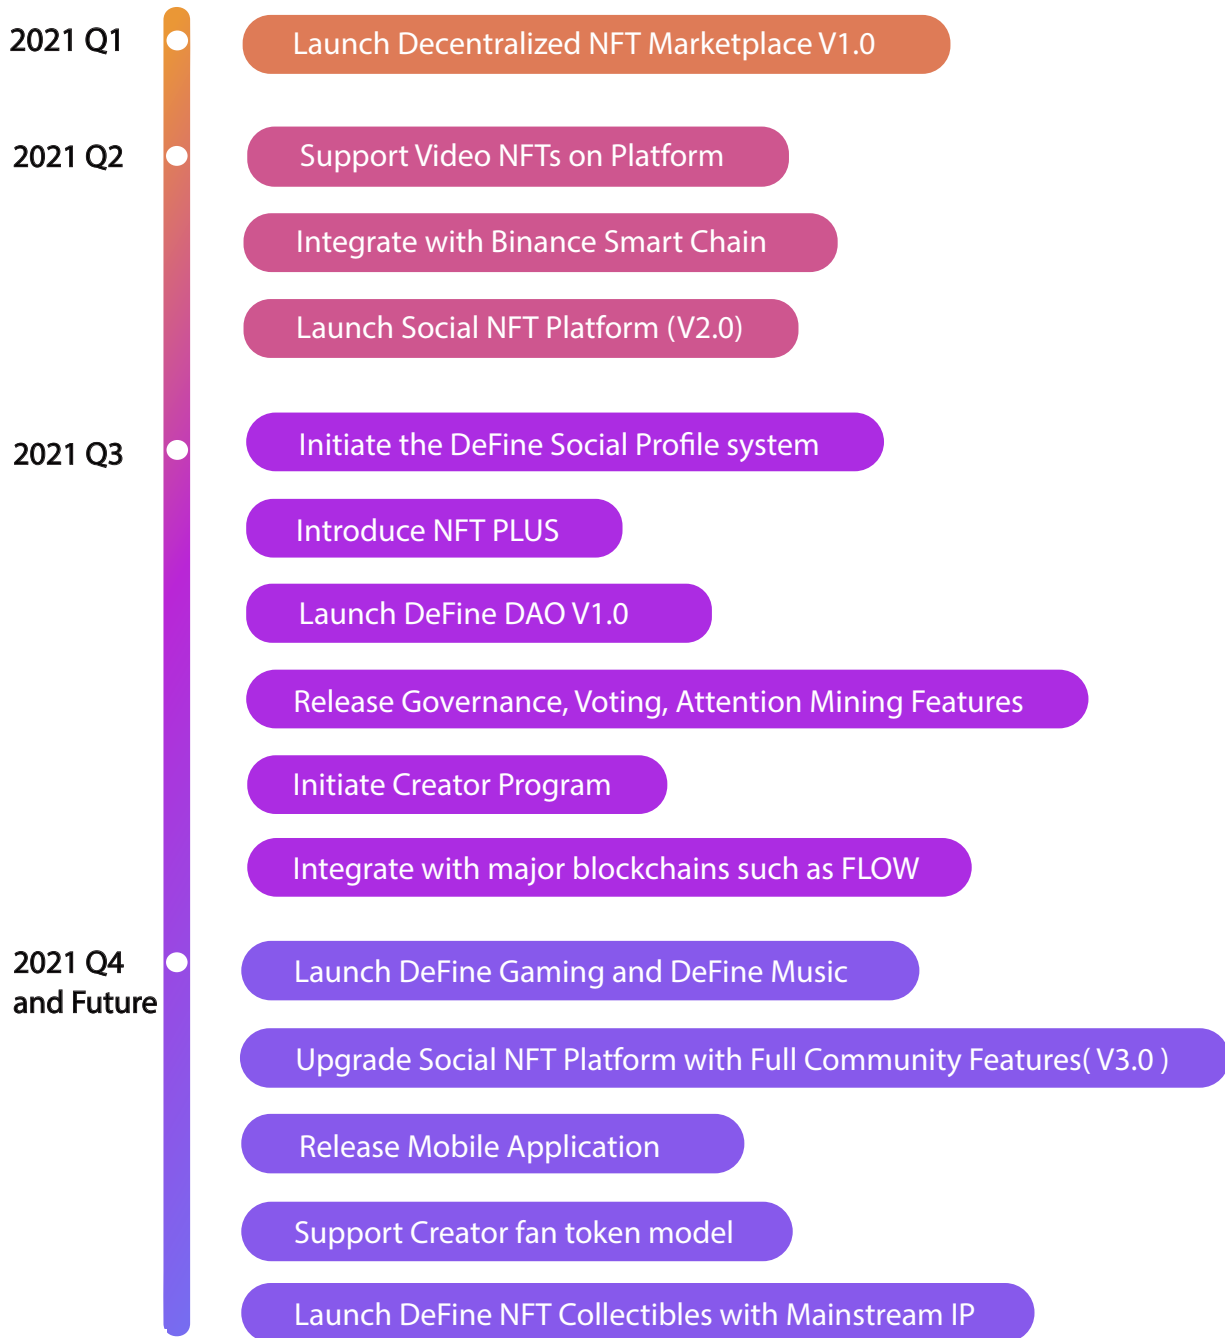 2021 Q1
Launch Decentralized NFT Marketplace V1.0
2021 Q2
Support Video NFTs on Platform
Integrate with Binance Smart Chain
Launch Social NFT Platform (V2.0)
2021 Q3
Initiate the DeFine Social Profile system
Introduce NFT PLUS
Launch DeFine DAO V1.0
Release Governance, Voting, Attention Mining Features
Initiate Creator Program
Integrate with major blockchains such as FLOW
2021 Q4
and Future
Launch DeFine Gaming and DeFine Music
Upgrade Social NFT Platform with Full Community Features( V3.0 )
Release Mobile Application
Support Creator fan token model
Launch DeFine NFT Collectibles with Mainstream IP